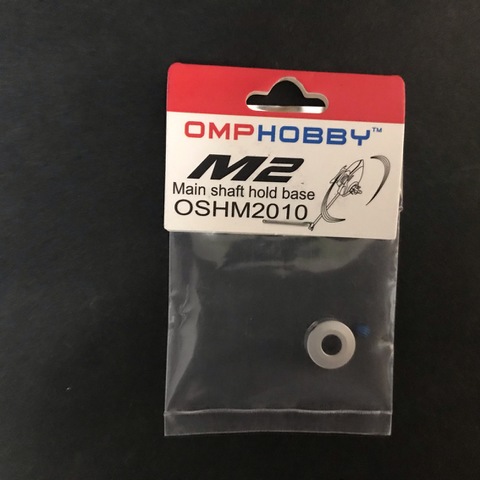 OMPHOBBY™
M2
Main shaft hold base
OSHM2010